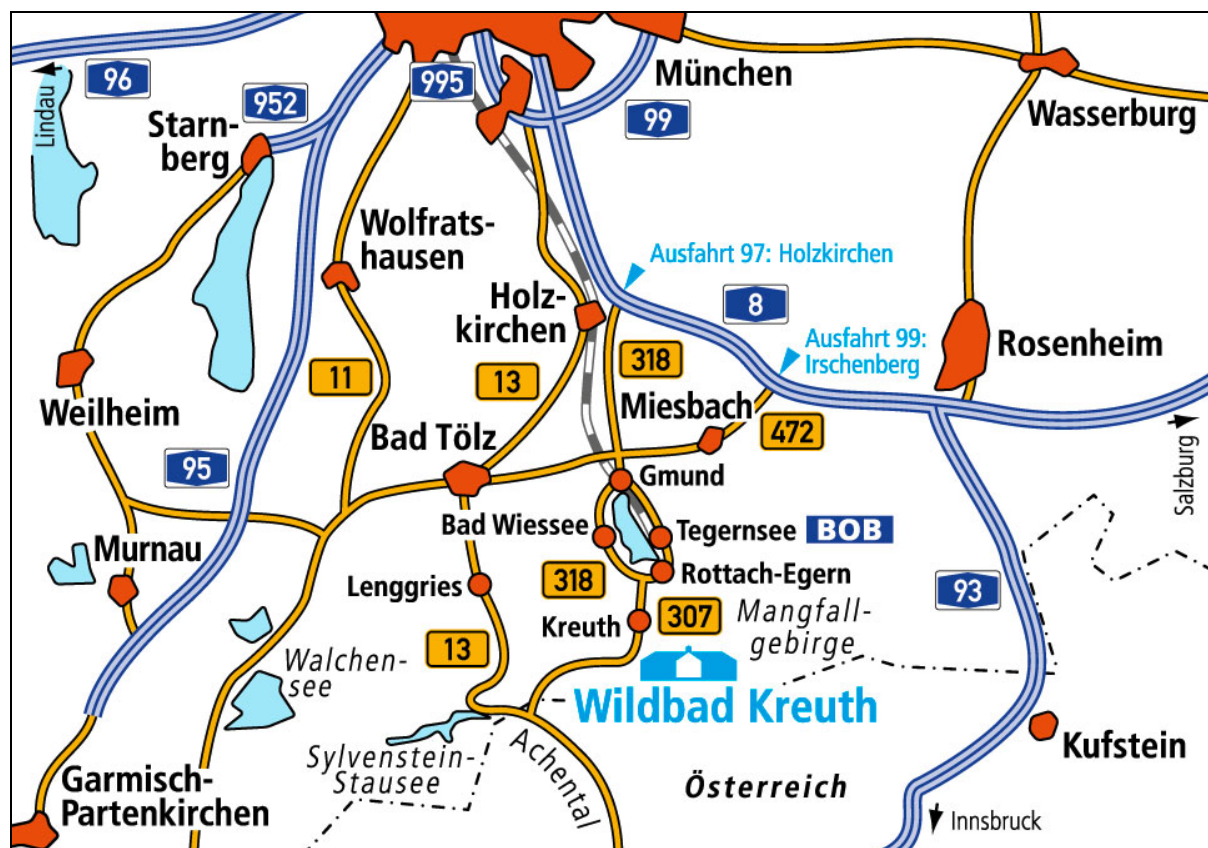 96
Lindau
952
995
München
99
Starn-
berg
Wasserburg
Wolfrats-
hausen
Ausfahrt 97: Holzkirchen
Holz-
kirchen
8
Ausfahrt 99:
Irschenberg
Rosenheim
318
11
13
Miesbach
472
Weilheim
Bad Tölz
95
Gmund
Salzburg
Bad Wiessee
Tegernsee
BOB
Murnau
Lenggries
318
Rottach-Egern
93
Kreuth
307
Mangfall-
gebirge
13
Walchen-
see
Wildbad Kreuth
Sylvenstein-
Stausee
Achental
Kufstein
Garmisch-
Partenkirchen
Österreich
Innsbruck